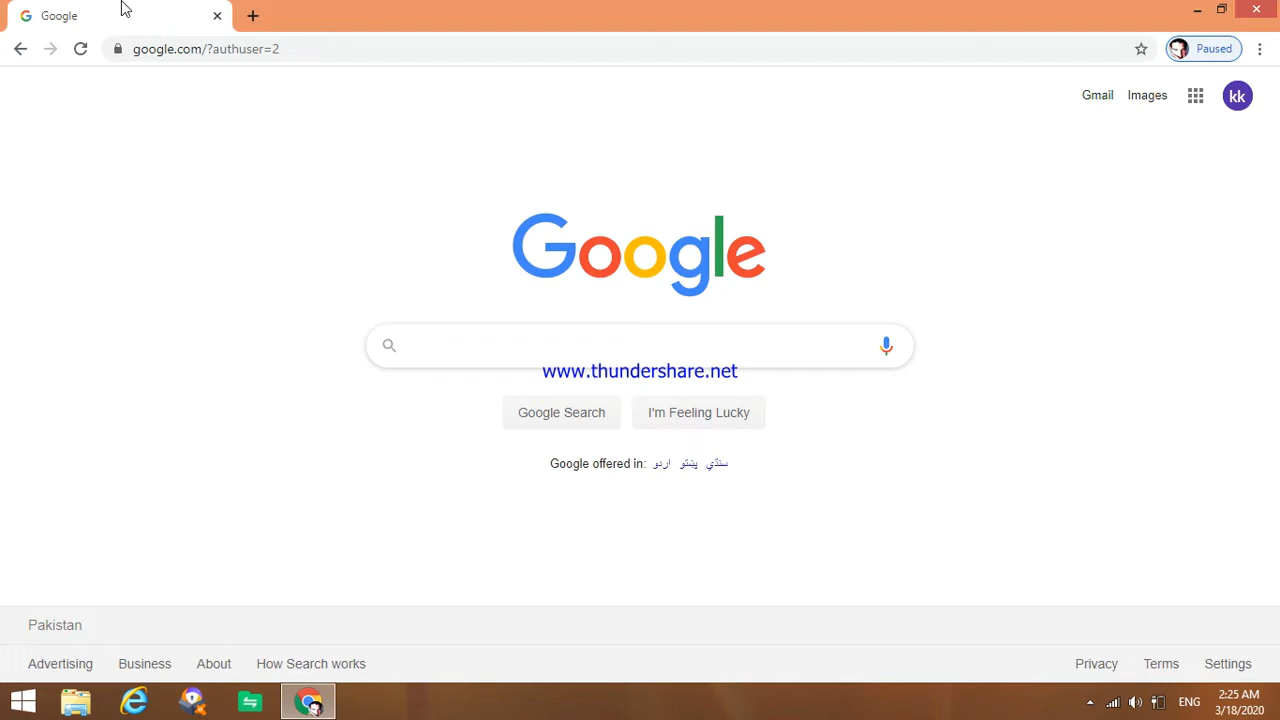 Google
google.com/?authuser=2
Paused
Gmail Images
kk
Google
www.thundershare.net
Google Search I'm Feeling Lucky
Google offered in: اردو پښتو سنڌي
Pakistan
Advertising Business About How Search works Privacy Terms Settings
ENG
2:25 AM
3/18/2020